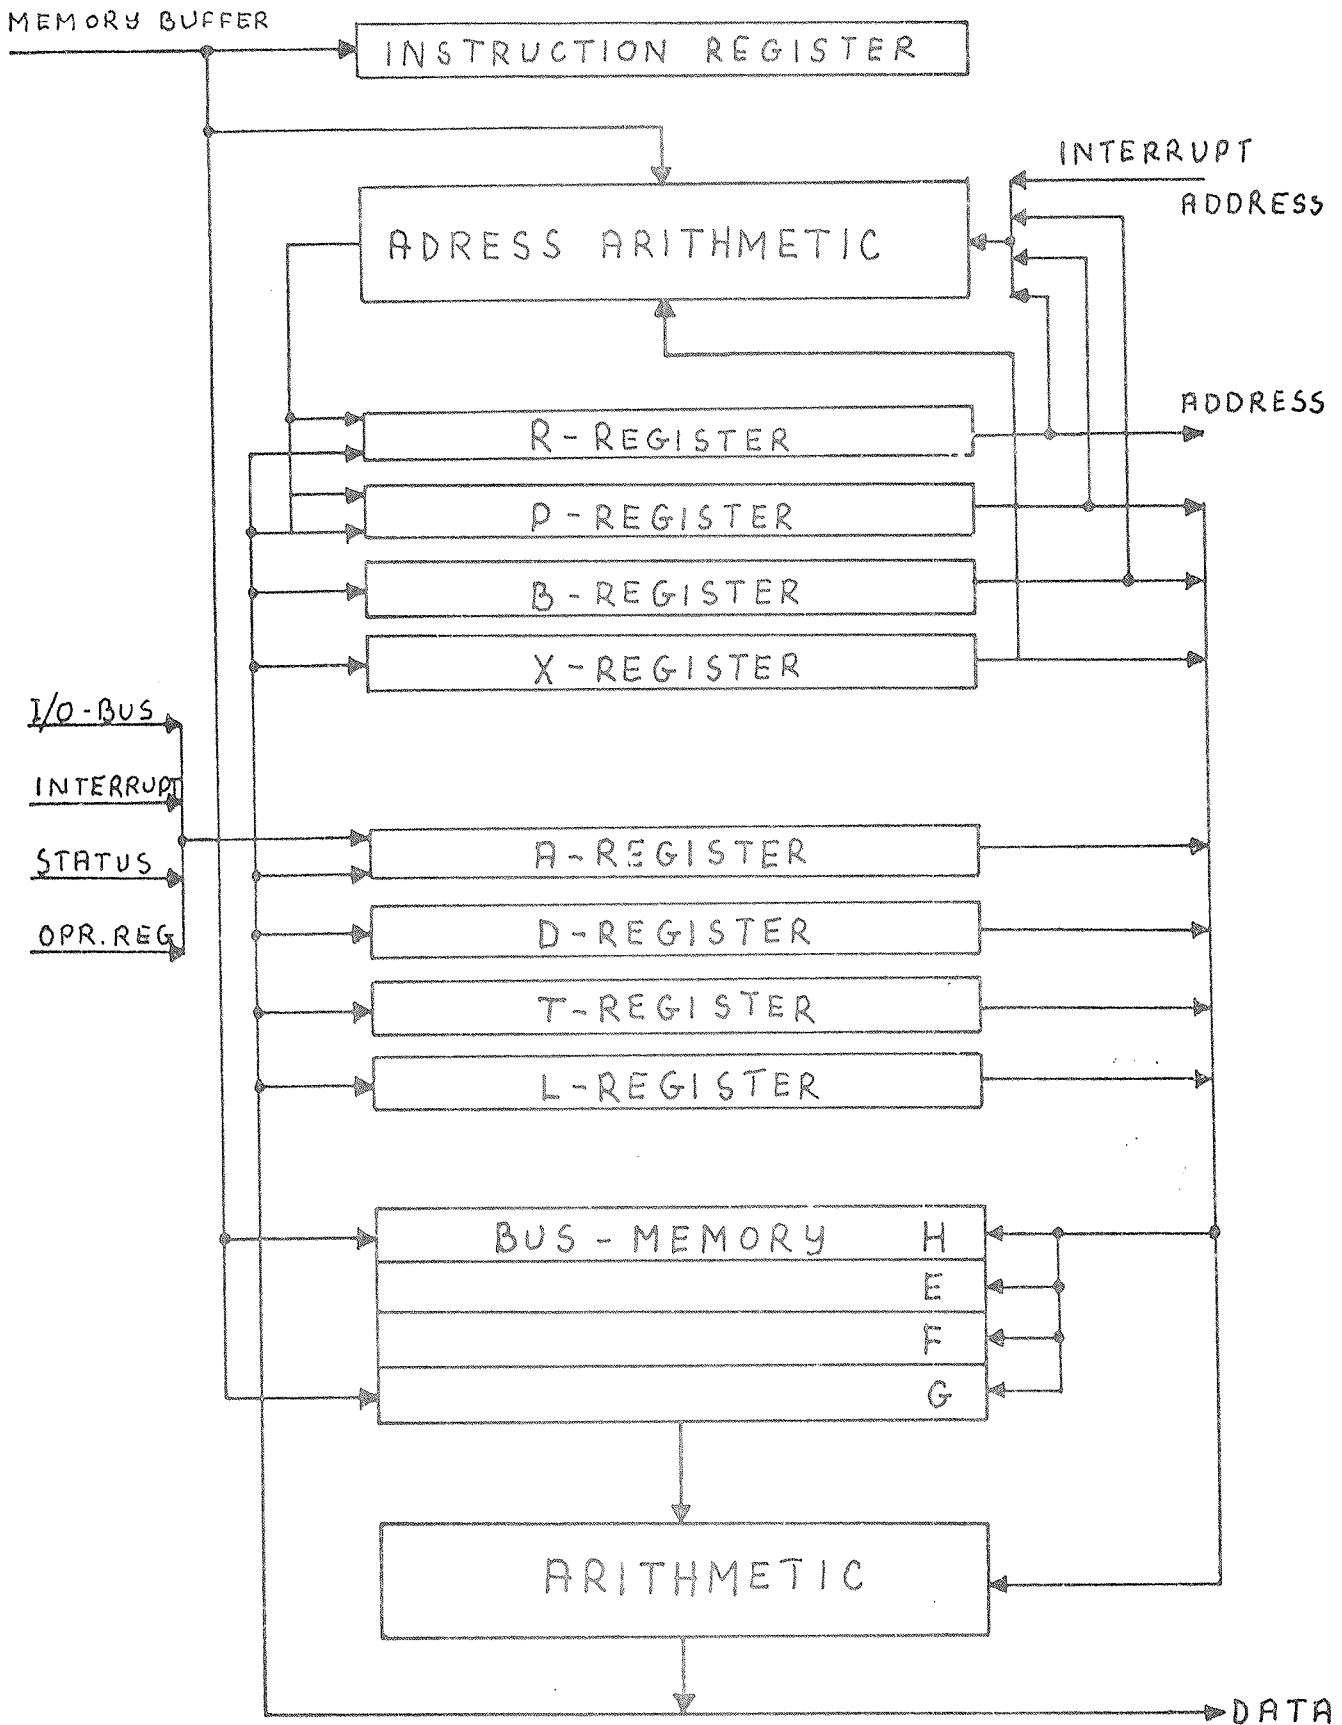 MEMORY BUFFER
INSTRUCTION REGISTER
INTERRUPT
ADDRESS
ADRESS ARITHMETIC
ADDRESS
R-REGISTER
P-REGISTER
B-REGISTER
X-REGISTER
I/O-BUS
INTERRUPT
STATUS
OPR.REG
A-REGISTER
D-REGISTER
T-REGISTER
L-REGISTER
BUS-MEMORY H
E
F
G
ARITHMETIC
DATA